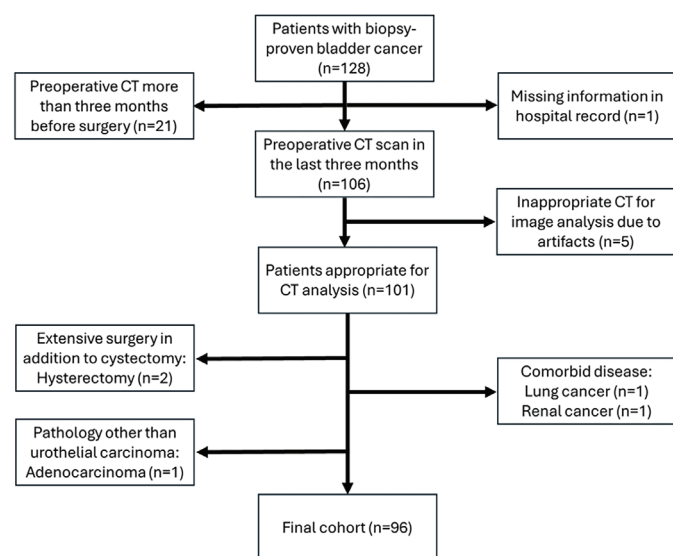 Patients with biopsy-
proven bladder cancer
(n=128)
Preoperative CT more
than three months
before surgery (n=21)
Missing information in
hospital record (n=1)
Preoperative CT scan in
the last three months
(n=106)
Inappropriate CT for
image analysis due to
artifacts (n=5)
Patients appropriate for
CT analysis (n=101)
Extensive surgery in
addition to cystectomy:
Hysterectomy (n=2)
Comorbid disease:
Lung cancer (n=1)
Renal cancer (n=1)
Pathology other than
urothelial carcinoma:
Adenocarcinoma (n=1)
Final cohort (n=96)